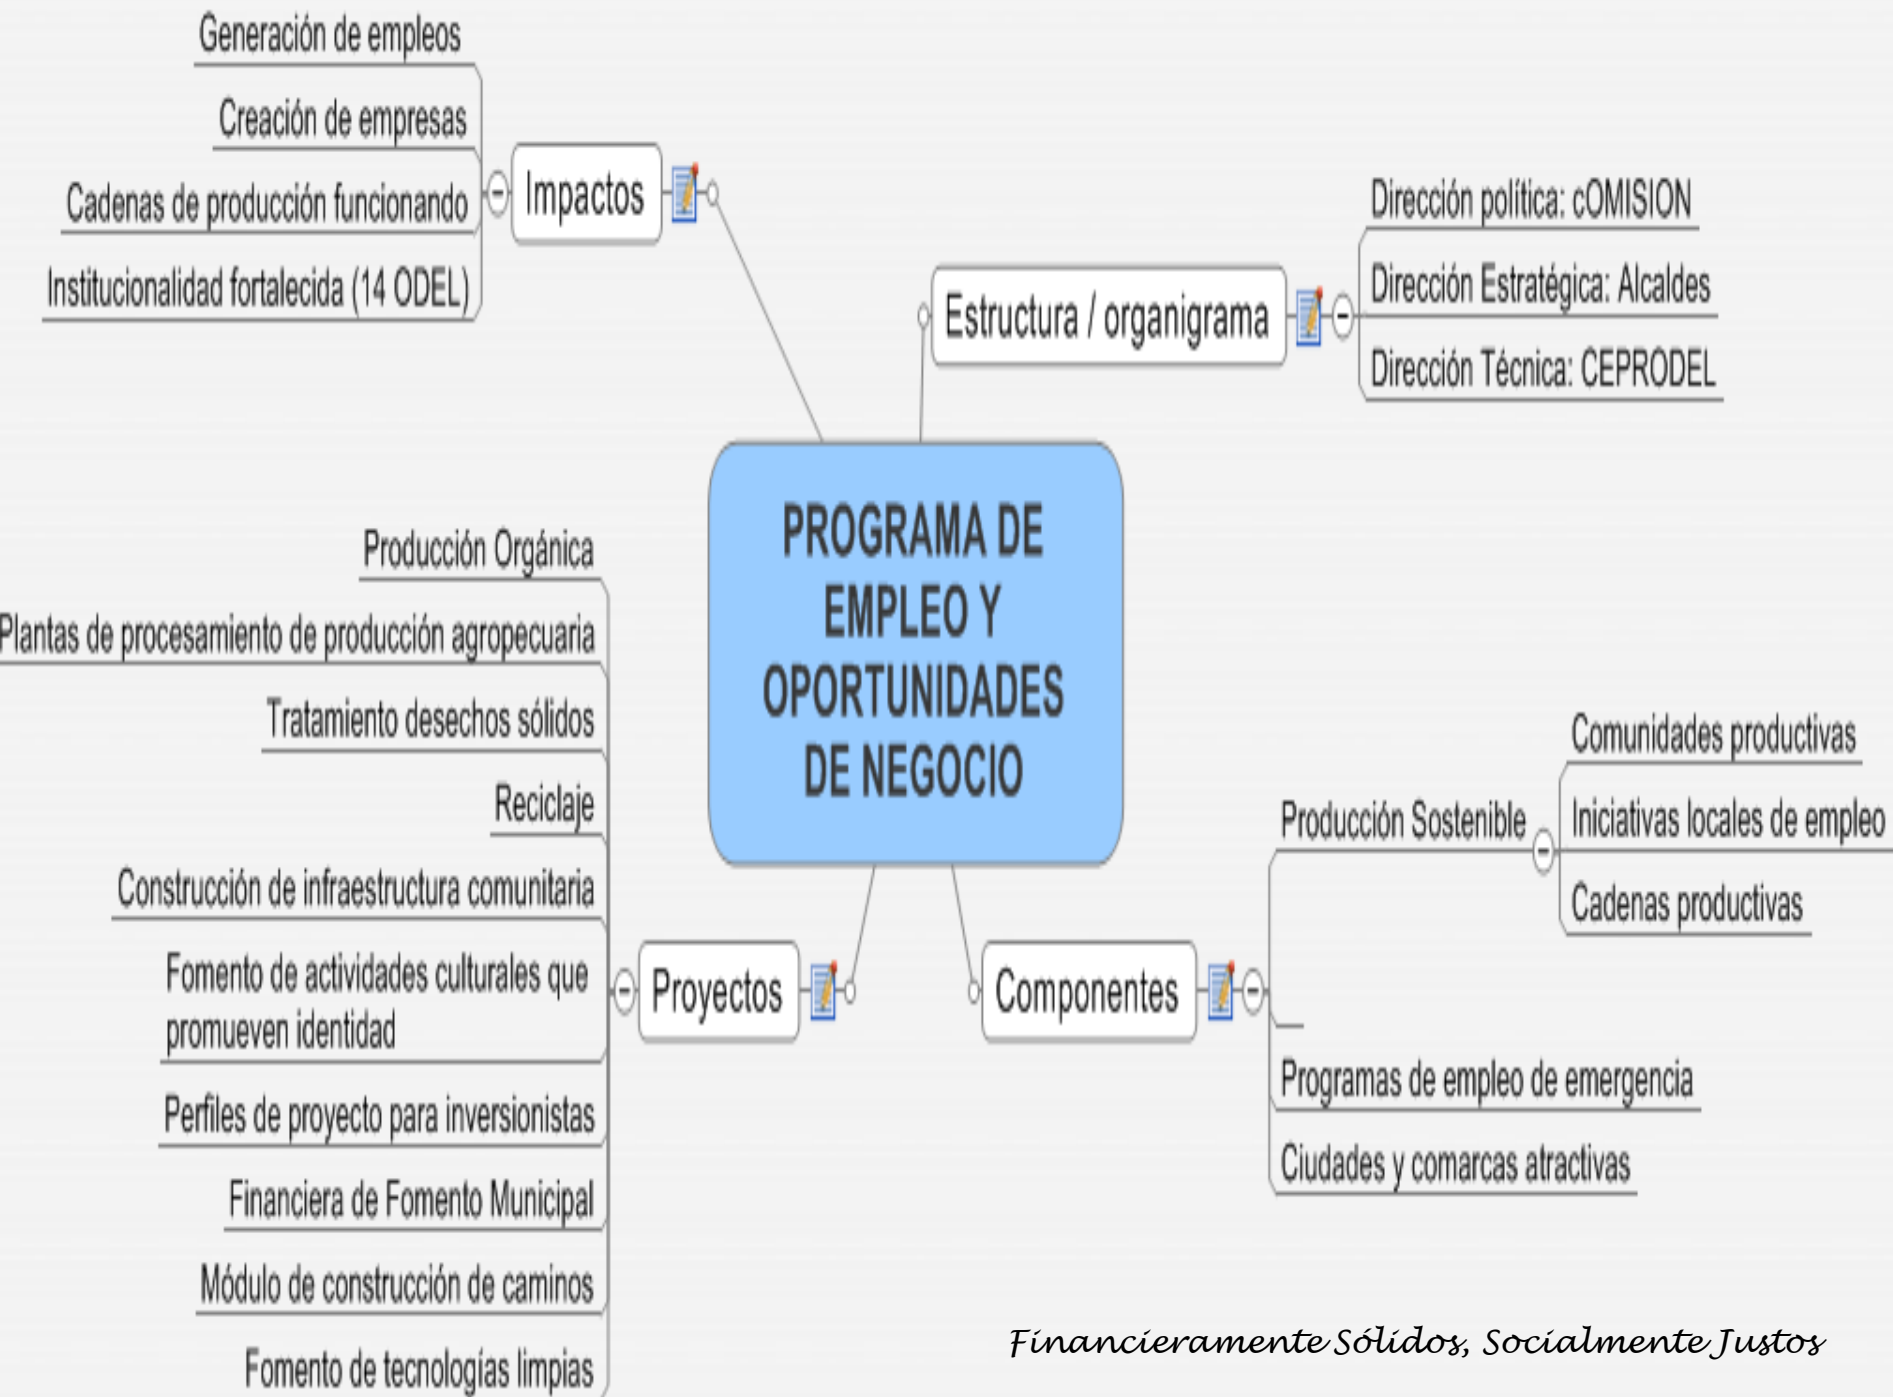 Generación de empleos
Creación de empresas
Cadenas de producción funcionando
Institucionalidad fortalecida (14 ODEL)
Impactos
Estructura / organigrama
Dirección política: cOMISION
Dirección Estratégica: Alcaldes
Dirección Técnica: CEPRODEL
PROGRAMA DE
EMPLEO Y
OPORTUNIDADES
DE NEGOCIO
Producción Orgánica
Plantas de procesamiento de producción agropecuaria
Tratamiento desechos sólidos
Reciclaje
Construcción de infraestructura comunitaria
Fomento de actividades culturales que
promueven identidad
Perfiles de proyecto para inversionistas
Financiera de Fomento Municipal
Módulo de construcción de caminos
Fomento de tecnologías limpias
Proyectos
Componentes
Producción Sostenible
Comunidades productivas
Iniciativas locales de empleo
Cadenas productivas
Programas de empleo de emergencia
Ciudades y comarcas atractivas
Financieramente Sólidos, Socialmente Justos